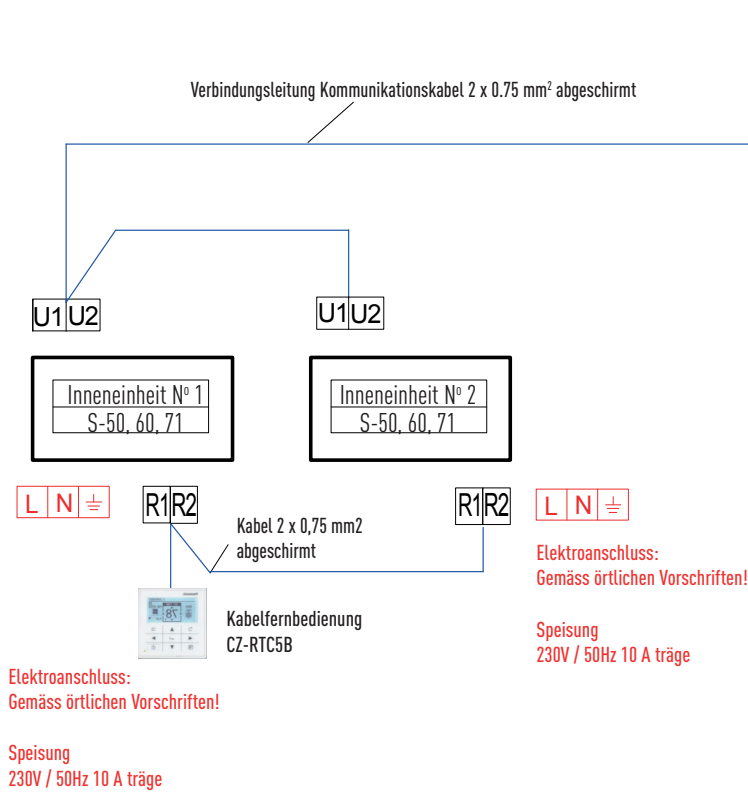 Verbindungsleitung Kommunikationskabel 2 x 0.75 mm² abgeschirmt
U1 U2
U1 U2
Inneneinheit Nº 1
S-50, 60, 71
Inneneinheit Nº 2
S-50, 60, 71
L N
R1 R2
R1 R2
L N
Kabel 2 x 0,75 mm2
abgeschirmt
Kabelfernbedienung
CZ-RTC5B
Elektroanschluss:
Gemäss örtlichen Vorschriften!
Speisung
230V / 50Hz 10 A träge
Elektroanschluss:
Gemäss örtlichen Vorschriften!
Speisung
230V / 50Hz 10 A träge